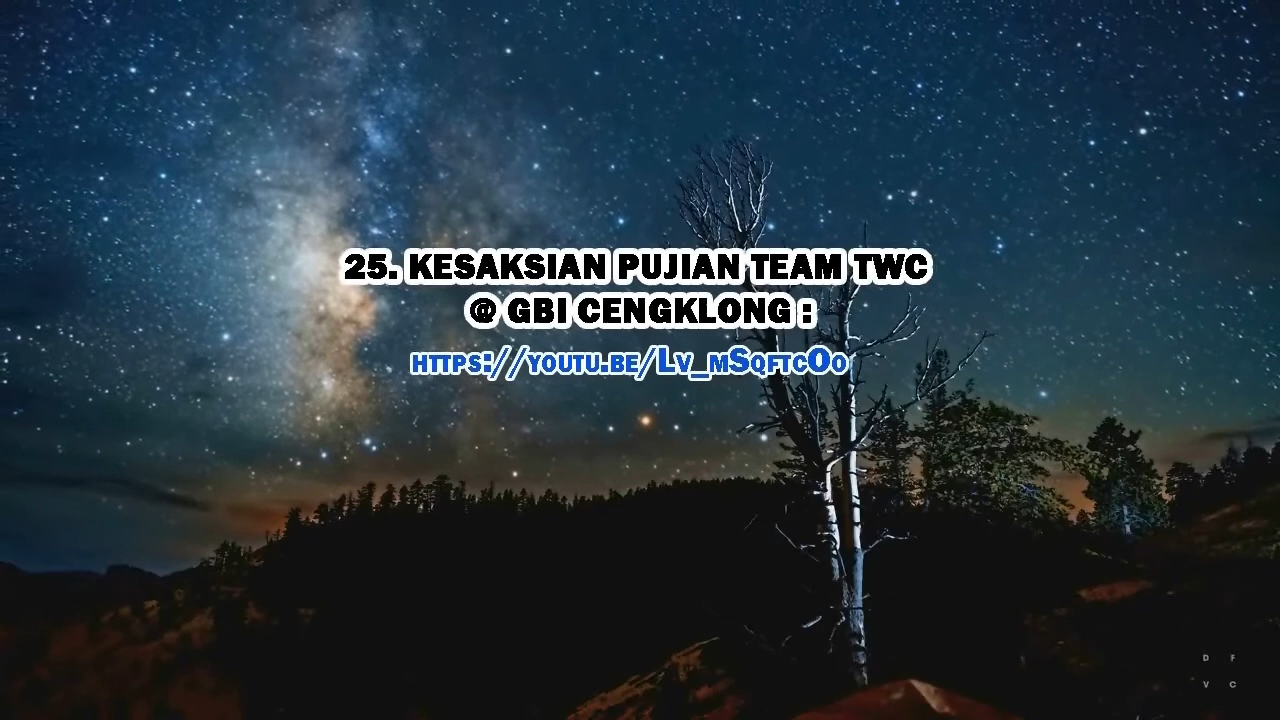 25. KESAKSIAN PUJIAN TEAM TWC
@ GBI CENGKLONG :
https://youtu.be/Lv_mSqftcOo
D F
V C